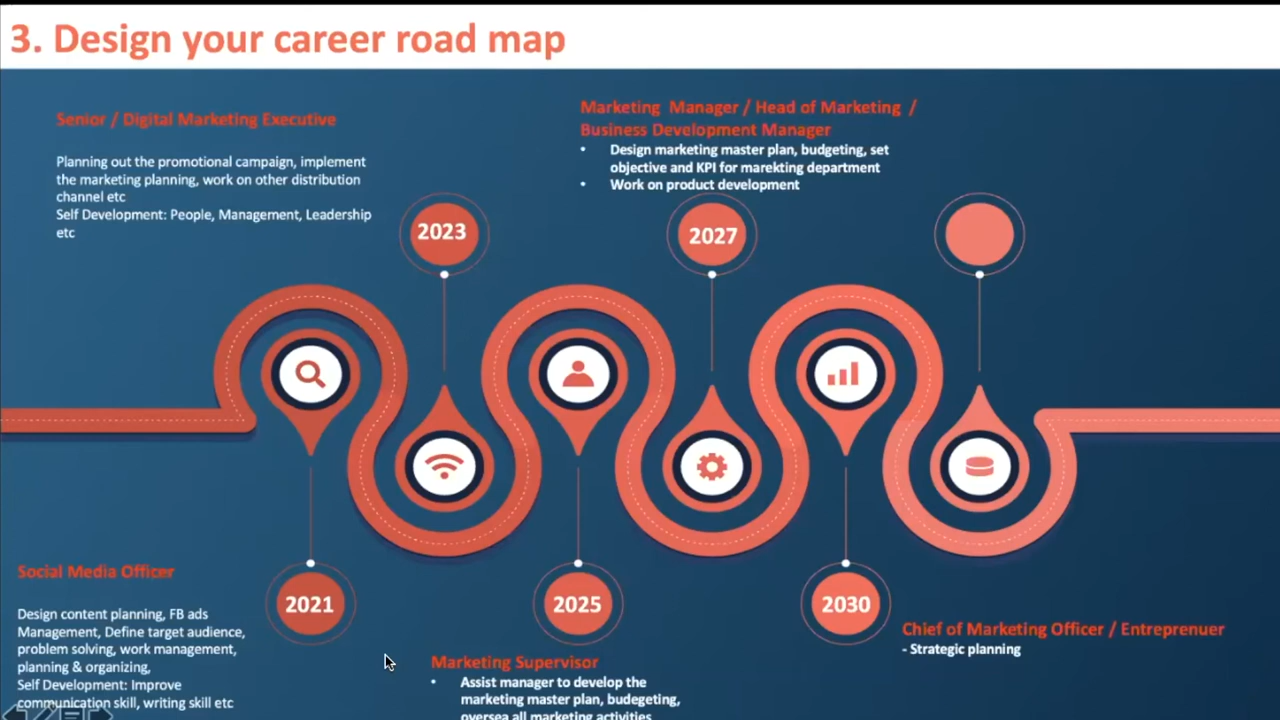 3. Design your career road map
Senior / Digital Marketing Executive
Planning out the promotional campaign, implement
the marketing planning, work on other distribution
channel etc
Self Development: People, Management, Leadership
etc
Marketing  Manager / Head of Marketing /
Business Development Manager
• Design marketing master plan, budgeting, set
objective and KPI for marekting department
• Work on product development
2023
2027
Social Media Officer
Design content planning, FB ads
Management, Define target audience,
problem solving, work management,
planning & organizing,
Self Development: Improve
communication skill, writing skill etc
2021
2025
2030
Marketing Supervisor
• Assist manager to develop the
marketing master plan, budegeting,
oversea all marketing activities
Chief of Marketing Officer / Entreprenuer
- Strategic planning